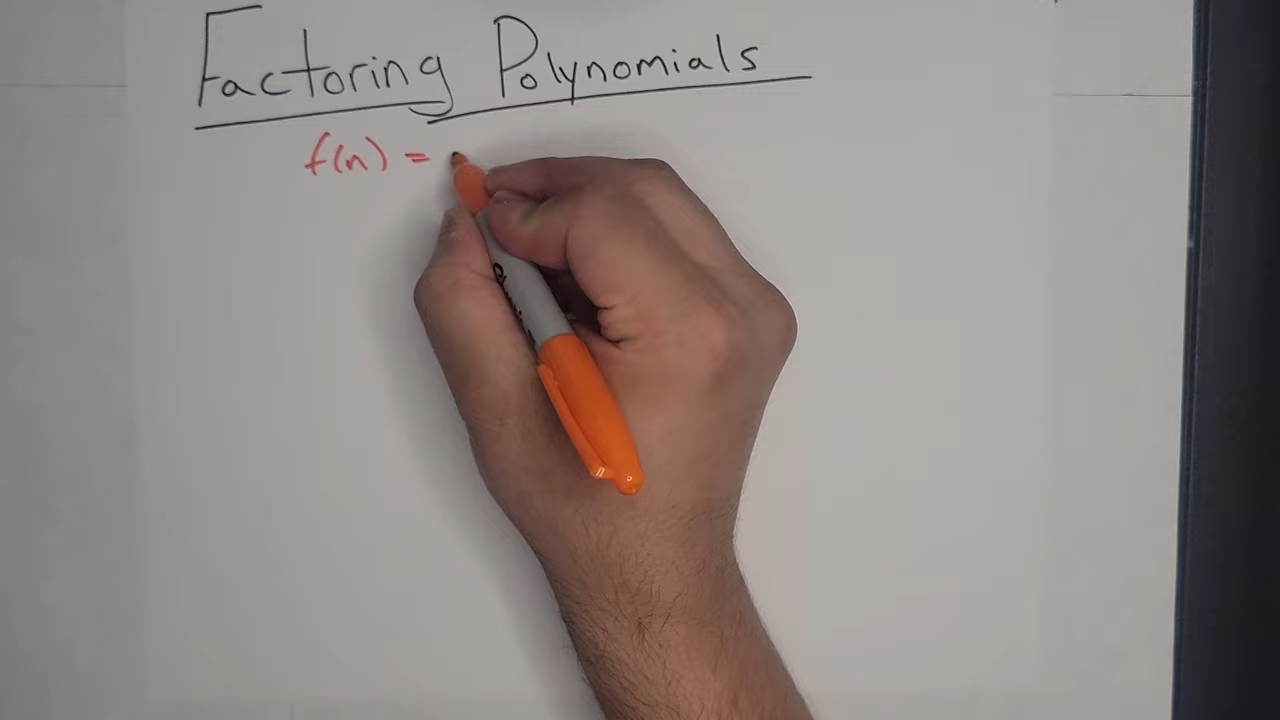 Factoring Polynomials
f(n) =